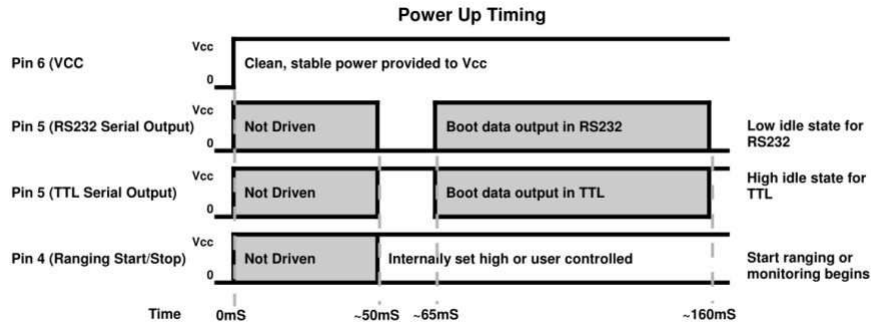 Power Up Timing
Pin 6 (VCC
Vcc
0
Clean, stable power provided to Vcc
Pin 5 (RS232 Serial Output)
Vcc
0
Not Driven
Boot data output in RS232
Low idle state for
RS232
Pin 5 (TTL Serial Output)
Vcc
0
Not Driven
Boot data output in TTL
High idle state for
TTL
Pin 4 (Ranging Start/Stop)
Vcc
0
Not Driven
Internally set high or user controlled
Start ranging or
monitoring begins
Time
0mS
~50mS
~65mS
~160mS